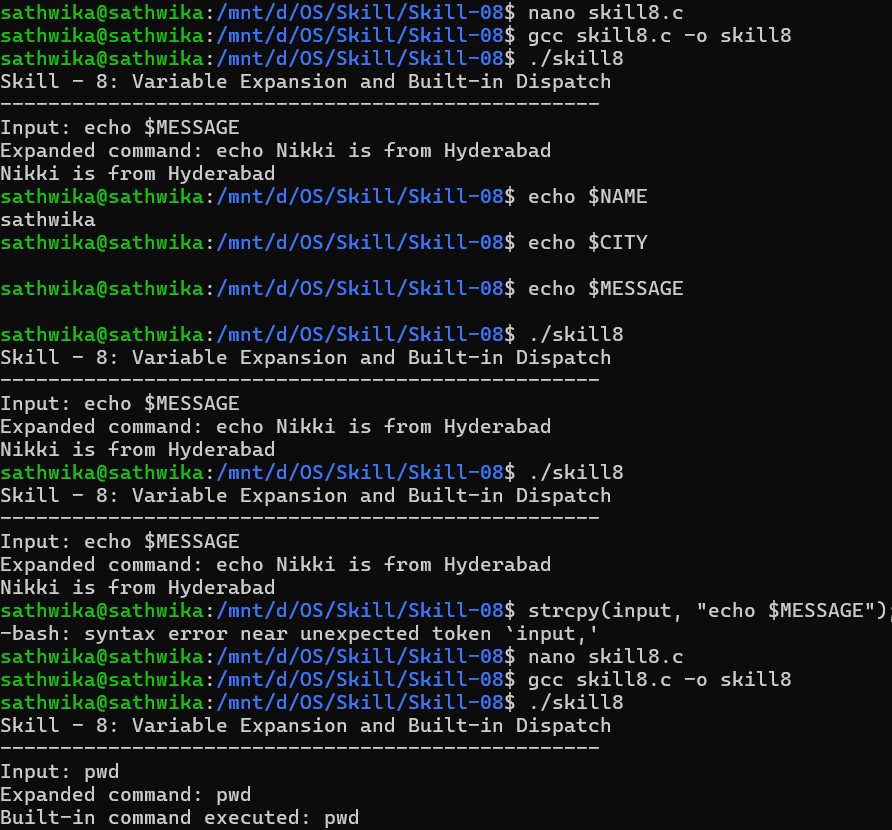 sathwika@sathwika:/mnt/d/OS/Skill/Skill-08$ nano skill8.c
sathwika@sathwika:/mnt/d/OS/Skill/Skill-08$ gcc skill8.c -o skill8
sathwika@sathwika:/mnt/d/OS/Skill/Skill-08$ ./skill8
Skill - 8: Variable Expansion and Built-in Dispatch
--------------------------------------------------
Input: echo $MESSAGE
Expanded command: echo Nikki is from Hyderabad
Nikki is from Hyderabad
sathwika@sathwika:/mnt/d/OS/Skill/Skill-08$ echo $NAME
sathwika
sathwika@sathwika:/mnt/d/OS/Skill/Skill-08$ echo $CITY

sathwika@sathwika:/mnt/d/OS/Skill/Skill-08$ echo $MESSAGE

sathwika@sathwika:/mnt/d/OS/Skill/Skill-08$ ./skill8
Skill - 8: Variable Expansion and Built-in Dispatch
--------------------------------------------------
Input: echo $MESSAGE
Expanded command: echo Nikki is from Hyderabad
Nikki is from Hyderabad
sathwika@sathwika:/mnt/d/OS/Skill/Skill-08$ ./skill8
Skill - 8: Variable Expansion and Built-in Dispatch
--------------------------------------------------
Input: echo $MESSAGE
Expanded command: echo Nikki is from Hyderabad
Nikki is from Hyderabad
sathwika@sathwika:/mnt/d/OS/Skill/Skill-08$ strcpy(input, "echo $MESSAGE");
-bash: syntax error near unexpected token `input,'
sathwika@sathwika:/mnt/d/OS/Skill/Skill-08$ nano skill8.c
sathwika@sathwika:/mnt/d/OS/Skill/Skill-08$ gcc skill8.c -o skill8
sathwika@sathwika:/mnt/d/OS/Skill/Skill-08$ ./skill8
Skill - 8: Variable Expansion and Built-in Dispatch
--------------------------------------------------
Input: pwd
Expanded command: pwd
Built-in command executed: pwd